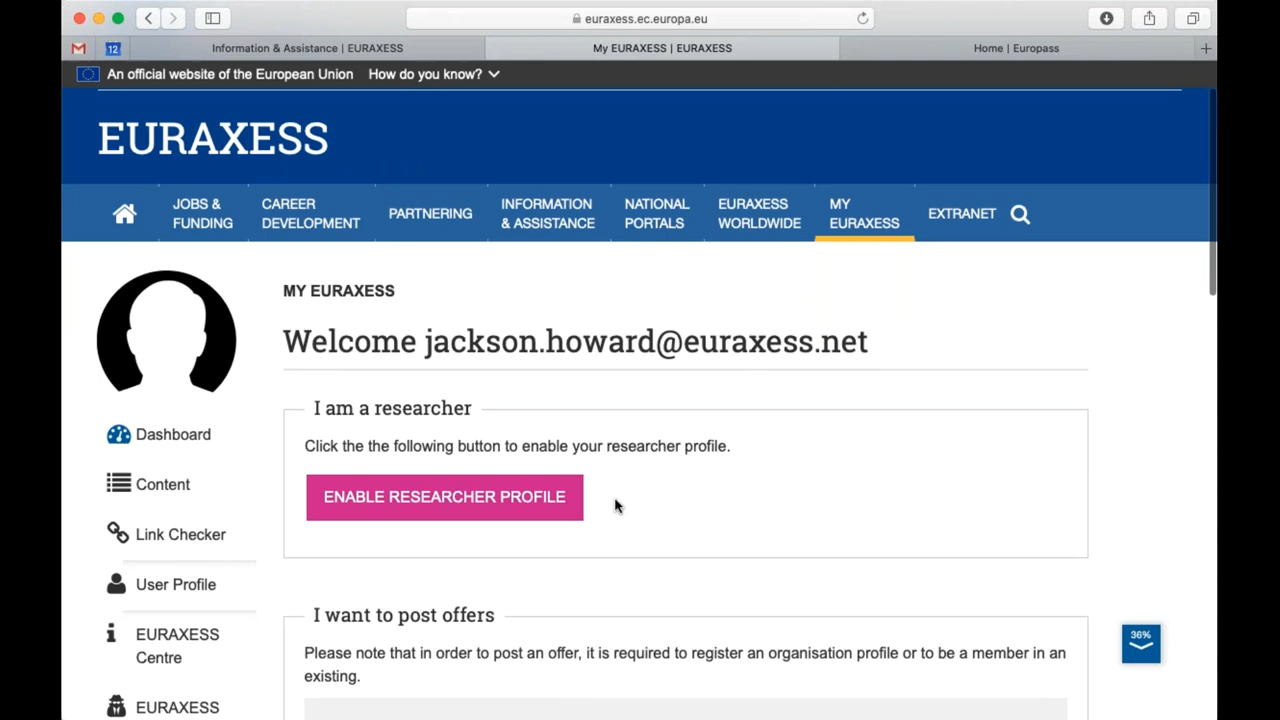 euraxess.ec.europa.eu
12
Information & Assistance | EURAXESS
My EURAXESS | EURAXESS
Home | Europass
An official website of the European Union How do you know?
EURAXESS
JOBS &
FUNDING
CAREER
DEVELOPMENT
PARTNERING
INFORMATION
& ASSISTANCE
NATIONAL
PORTALS
EURAXESS
WORLDWIDE
MY
EURAXESS
EXTRANET
MY EURAXESS
Welcome jackson.howard@euraxess.net
I am a researcher
Click the the following button to enable your researcher profile.
ENABLE RESEARCHER PROFILE
Dashboard
Content
Link Checker
User Profile
EURAXESS
Centre
EURAXESS
I want to post offers
Please note that in order to post an offer, it is required to register an organisation profile or to be a member in an
existing.
36%